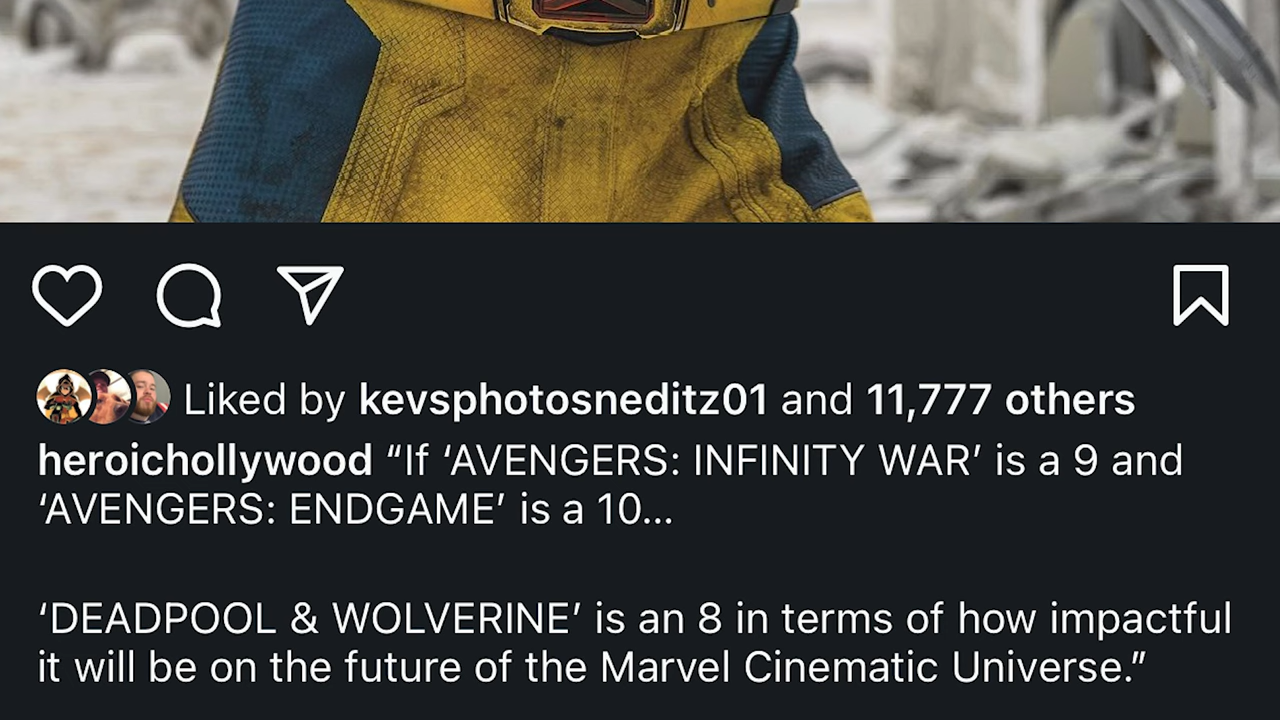 Liked by kevsphotosneditz01 and 11,777 others
heroichollywood “If ‘AVENGERS: INFINITY WAR’ is a 9 and
‘AVENGERS: ENDGAME’ is a 10...
‘DEADPOOL & WOLVERINE’ is an 8 in terms of how impactful
it will be on the future of the Marvel Cinematic Universe.”